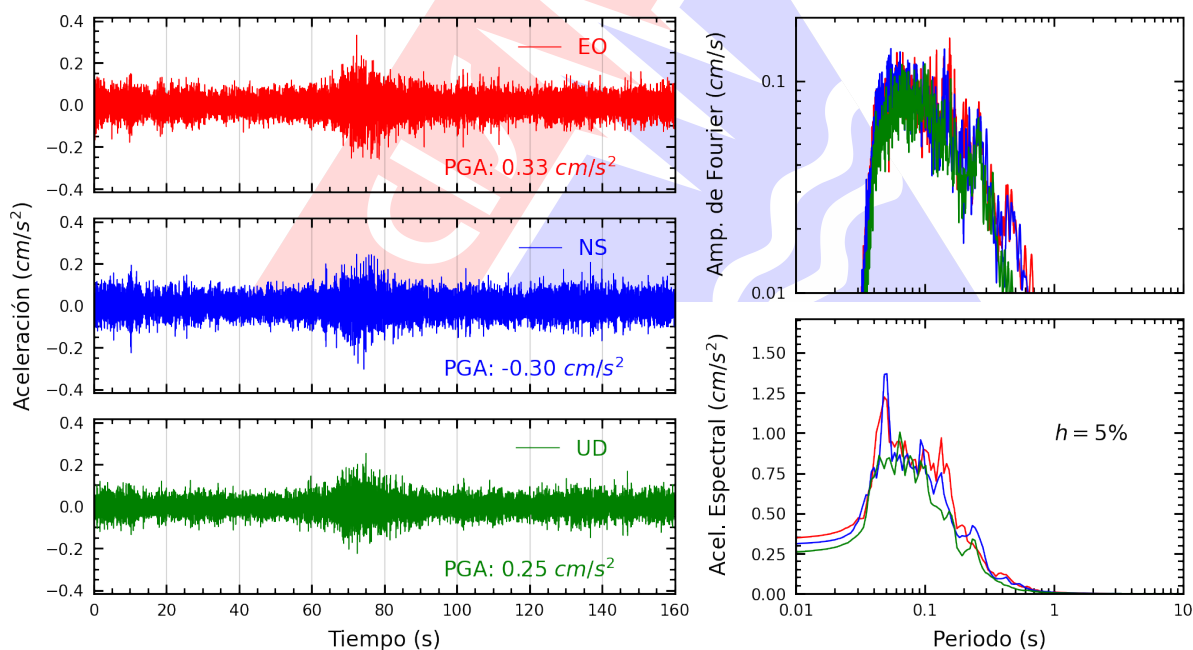 Aceleración (cm/s²)
0.4
0.2
0.0
−0.2
−0.4
EO
PGA: 0.33 cm/s²
0.4
0.2
0.0
−0.2
−0.4
NS
PGA: -0.30 cm/s²
0.4
0.2
0.0
−0.2
−0.4
UD
PGA: 0.25 cm/s²
0 20 40 60 80 100 120 140 160
Tiempo (s)
Amp. de Fourier (cm/s)
0.1
0.01
Acel. Espectral (cm/s²)
1.50
1.25
1.00
0.75
0.50
0.25
0.00
h = 5%
0.01 0.1 1 10
Periodo (s)